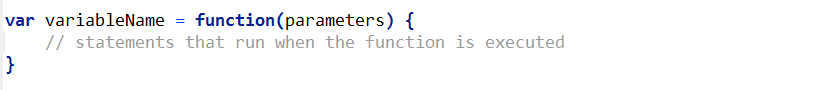 var variableName = function(parameters) {
    // statements that run when the function is executed
}